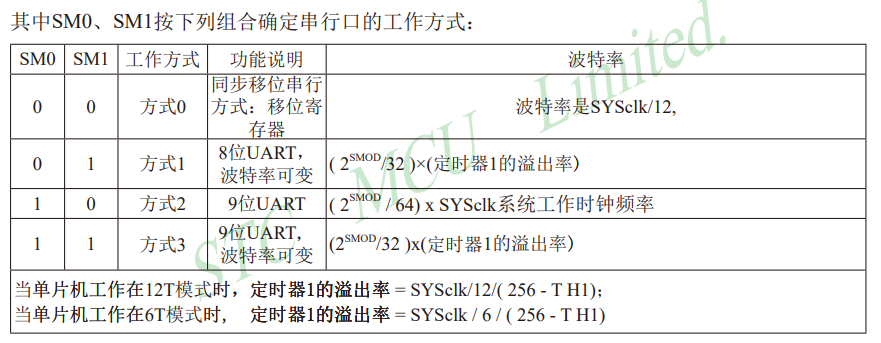 其中SM0、SM1按下列组合确定串行口的工作方式：
SM0 SM1 工作方式 功能说明 波特率
0 0 方式0 同步移位串行方式：移位寄存器 波特率是SYSclk/12,
0 1 方式1 8位UART，波特率可变 ( 2^SMOD/32 )×(定时器1的溢出率)
1 0 方式2 9位UART ( 2^SMOD / 64) x SYSclk系统工作时钟频率
1 1 方式3 9位UART，波特率可变 (2^SMOD/32 )x(定时器1的溢出率)
当单片机工作在12T模式时，定时器1的溢出率 = SYSclk/12/( 256 - T H1)；
当单片机工作在6T模式时， 定时器1的溢出率 = SYSclk / 6 / ( 256 - T H1)
STC MCU Limited.